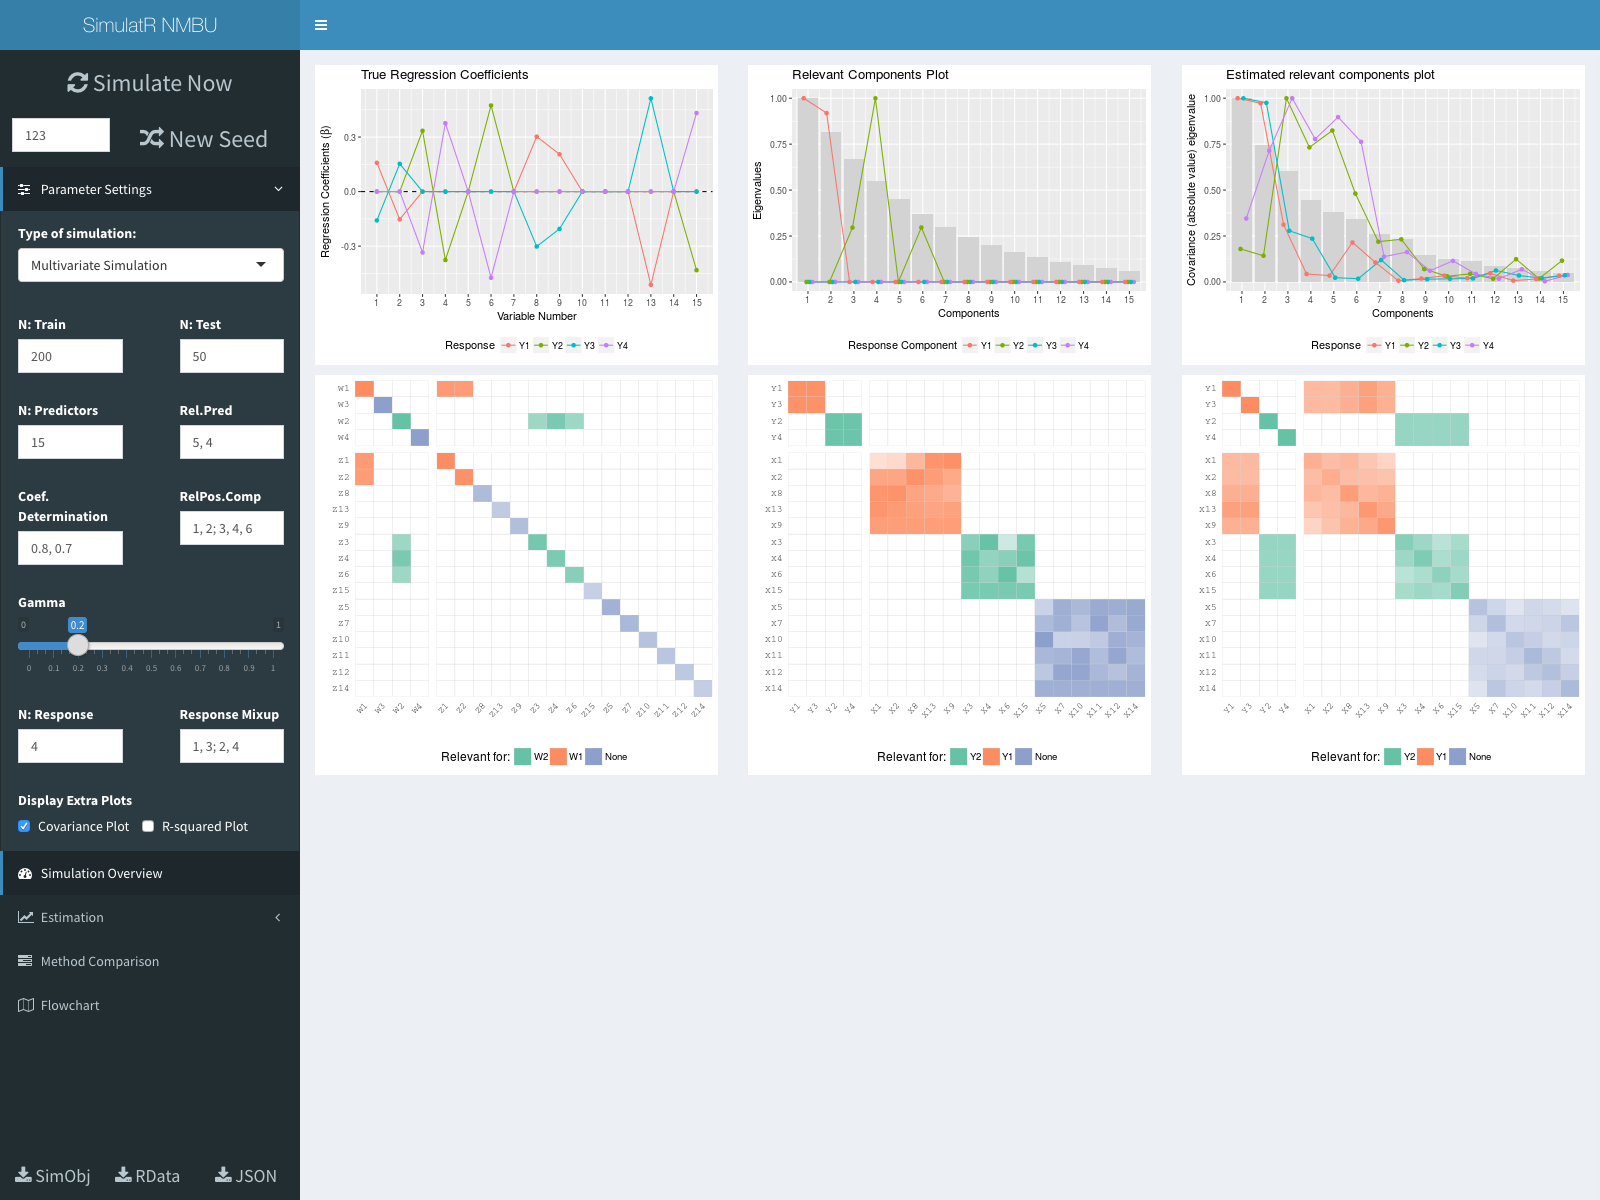 SimulatR NMBU
Simulate Now
123
New Seed
Parameter Settings
Type of simulation:
Multivariate Simulation
N: Train
N: Test
200
50
N: Predictors
Rel.Pred
15
5, 4
Coef. Determination
RelPos.Comp
0.8, 0.7
1, 2; 3, 4, 6
Gamma
0 0.2 1
0 0.1 0.2 0.3 0.4 0.5 0.6 0.7 0.8 0.9 1
N: Response
Response Mixup
4
1, 3; 2, 4
Display Extra Plots
Covariance Plot
R-squared Plot
Simulation Overview
Estimation
Method Comparison
Flowchart
SimObj
RData
JSON
True Regression Coefficients
Regression Coefficients (β)
0.3
0.0
-0.3
1 2 3 4 5 6 7 8 9 10 11 12 13 14 15
Variable Number
Response Y1 Y2 Y3 Y4
Relevant Components Plot
Eigenvalues
1.00
0.75
0.50
0.25
0.00
1 2 3 4 5 6 7 8 9 10 11 12 13 14 15
Components
Response Component Y1 Y2 Y3 Y4
Estimated relevant components plot
Covariance (absolute value) eigenvalue
1.00
0.75
0.50
0.25
0.00
1 2 3 4 5 6 7 8 9 10 11 12 13 14 15
Components
Response Y1 Y2 Y3 Y4
W1
W3
W2
W4
Z1
Z2
Z8
Z13
Z9
Z3
Z4
Z6
Z15
Z5
Z7
Z10
Z11
Z12
Z14
W1 W3 W2 W4 Z1 Z2 Z8 Z13 Z9 Z3 Z4 Z6 Z15 Z5 Z7 Z10 Z11 Z12 Z14
Relevant for: W2 W1 None
Y1
Y3
Y2
Y4
X1
X2
X8
X13
X9
X3
X4
X6
X15
X5
X7
X10
X11
X12
X14
Y1 Y3 Y2 Y4 X1 X2 X8 X13 X9 X3 X4 X6 X15 X5 X7 X10 X11 X12 X14
Relevant for: Y2 Y1 None
Y1
Y3
Y2
Y4
X1
X2
X8
X13
X9
X3
X4
X6
X15
X5
X7
X10
X11
X12
X14
Y1 Y3 Y2 Y4 X1 X2 X8 X13 X9 X3 X4 X6 X15 X5 X7 X10 X11 X12 X14
Relevant for: Y2 Y1 None